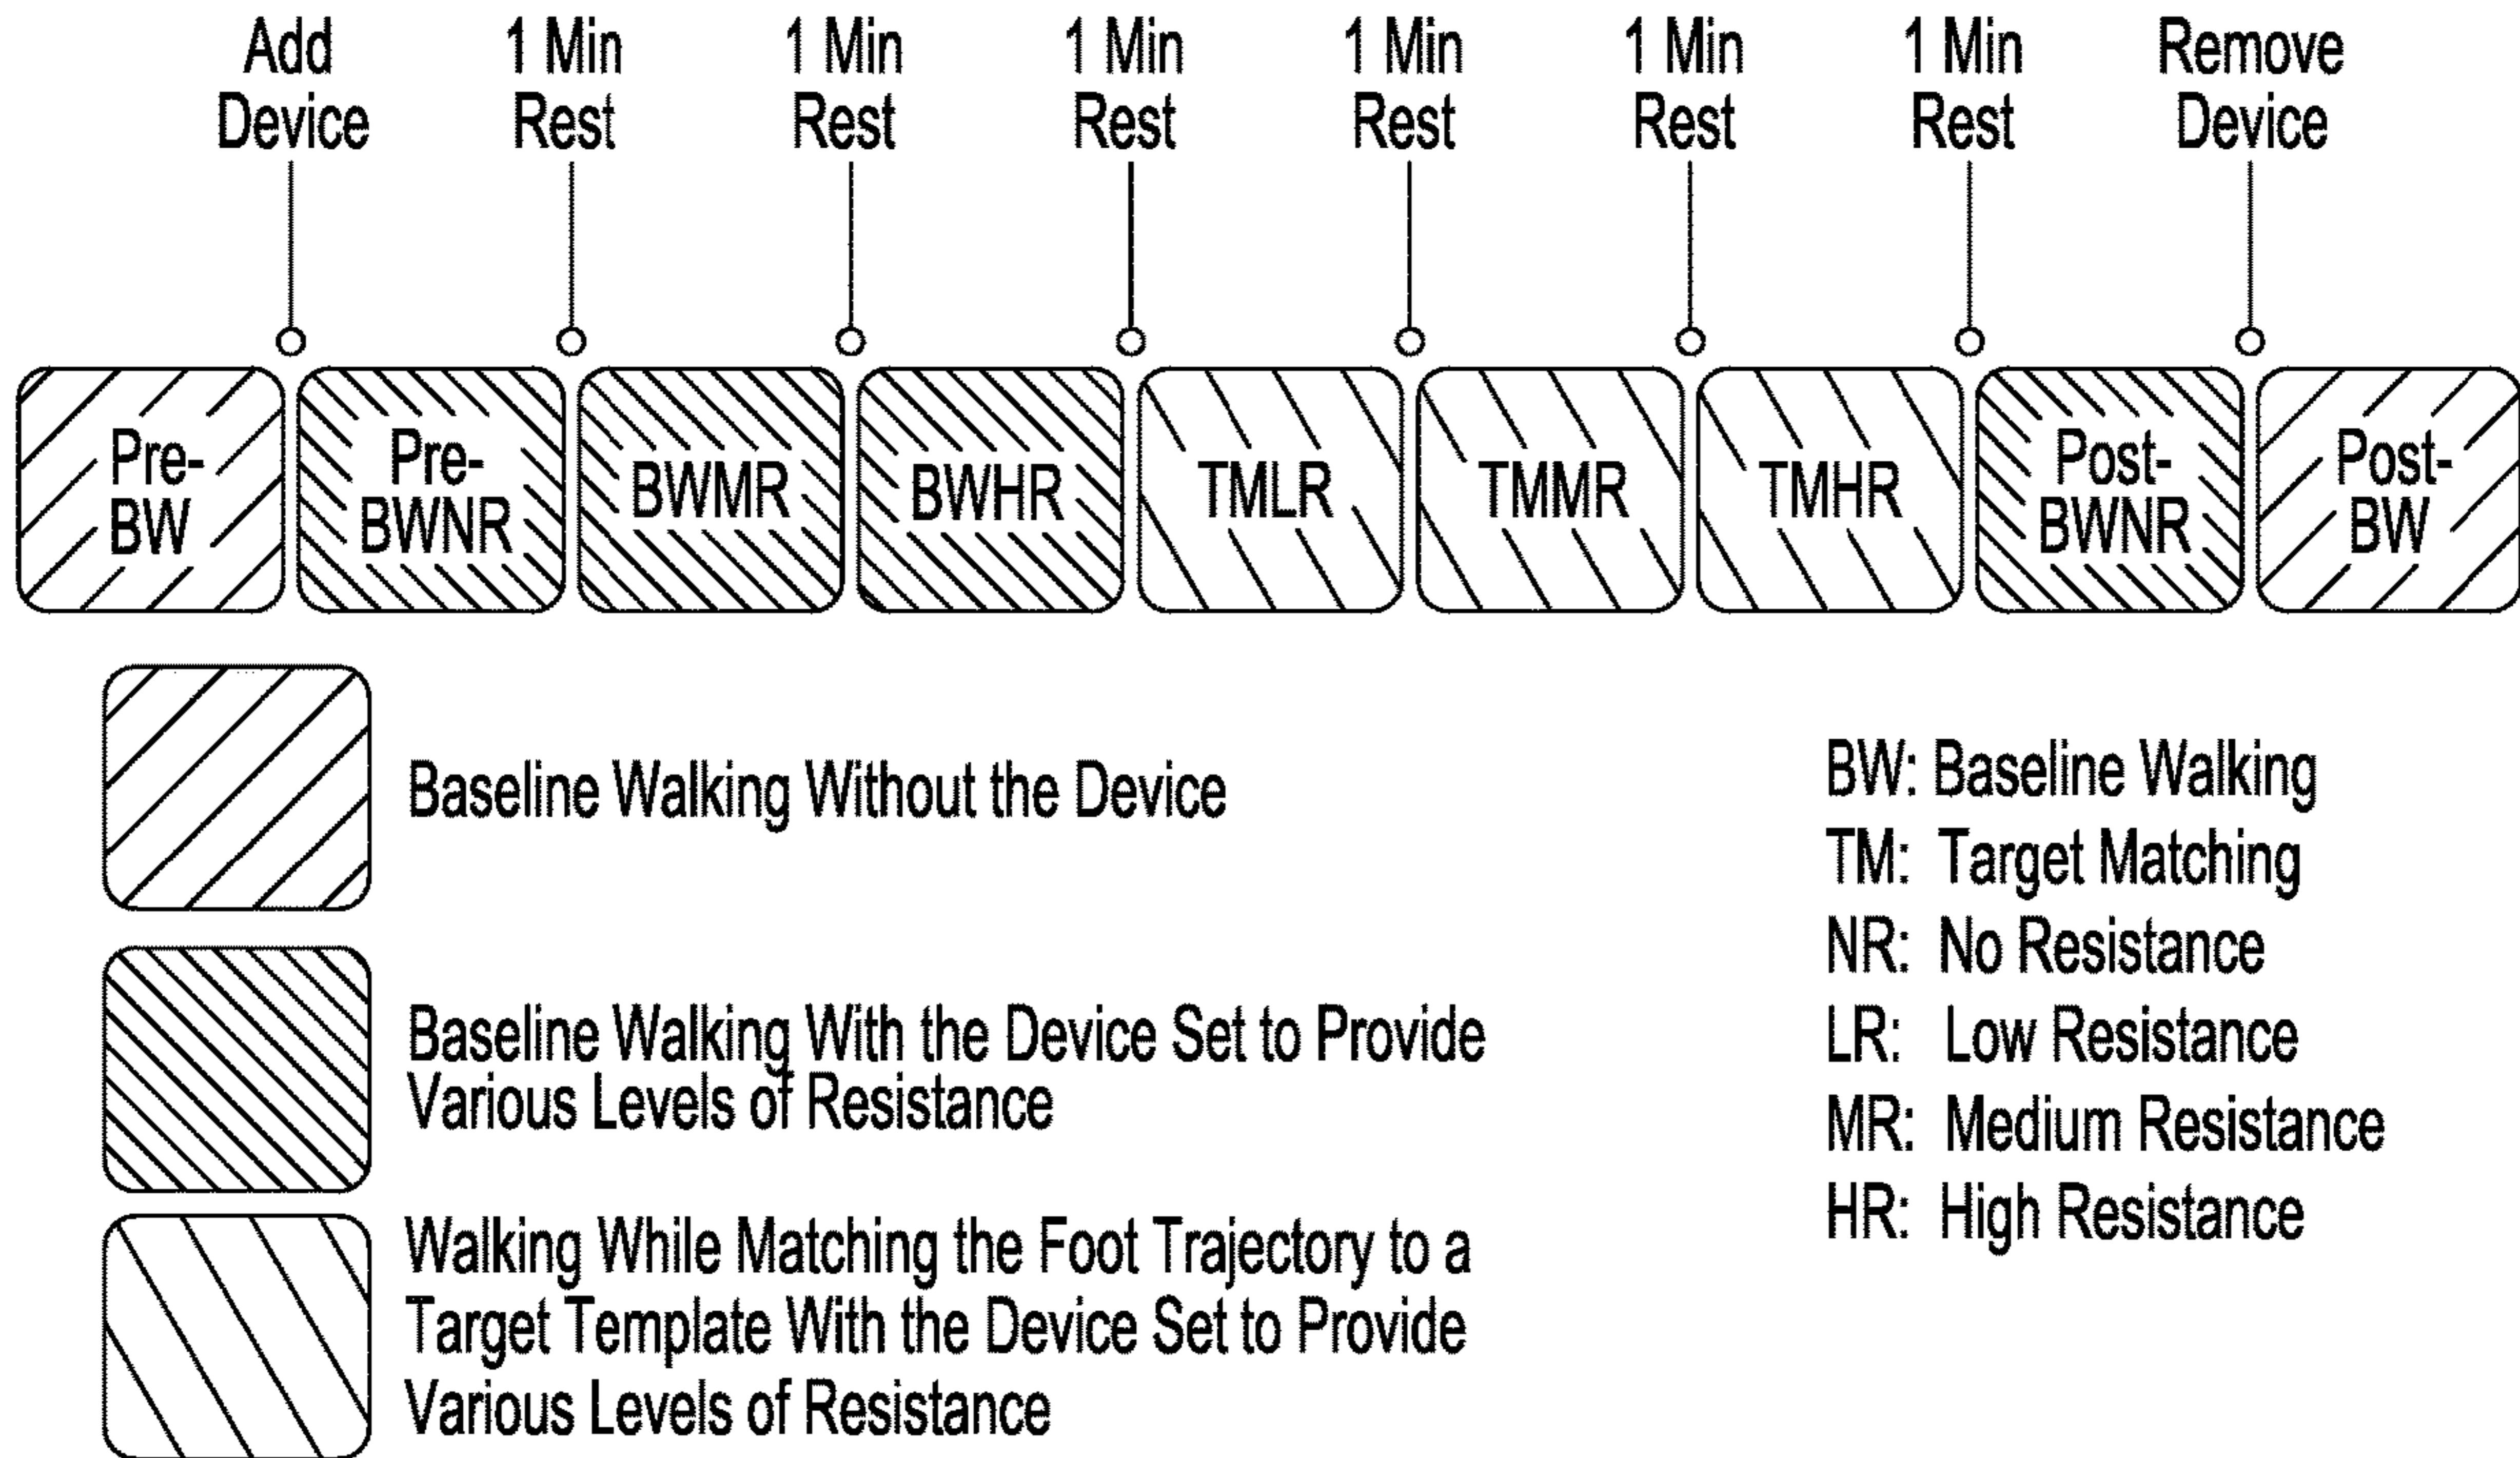 Add
Device
1 Min
Rest
1 Min
Rest
1 Min
Rest
1 Min
Rest
1 Min
Rest
1 Min
Rest
Remove
Device
Pre-
BW
Pre-
BWNR
BWMR
BWHR
TMLR
TMMR
TMHR
Post-
BWNR
Post-
BW
Baseline Walking Without the Device
Baseline Walking With the Device Set to Provide
Various Levels of Resistance
Walking While Matching the Foot Trajectory to a
Target Template With the Device Set to Provide
Various Levels of Resistance
BW: Baseline Walking
TM: Target Matching
NR: No Resistance
LR: Low Resistance
MR: Medium Resistance
HR: High Resistance